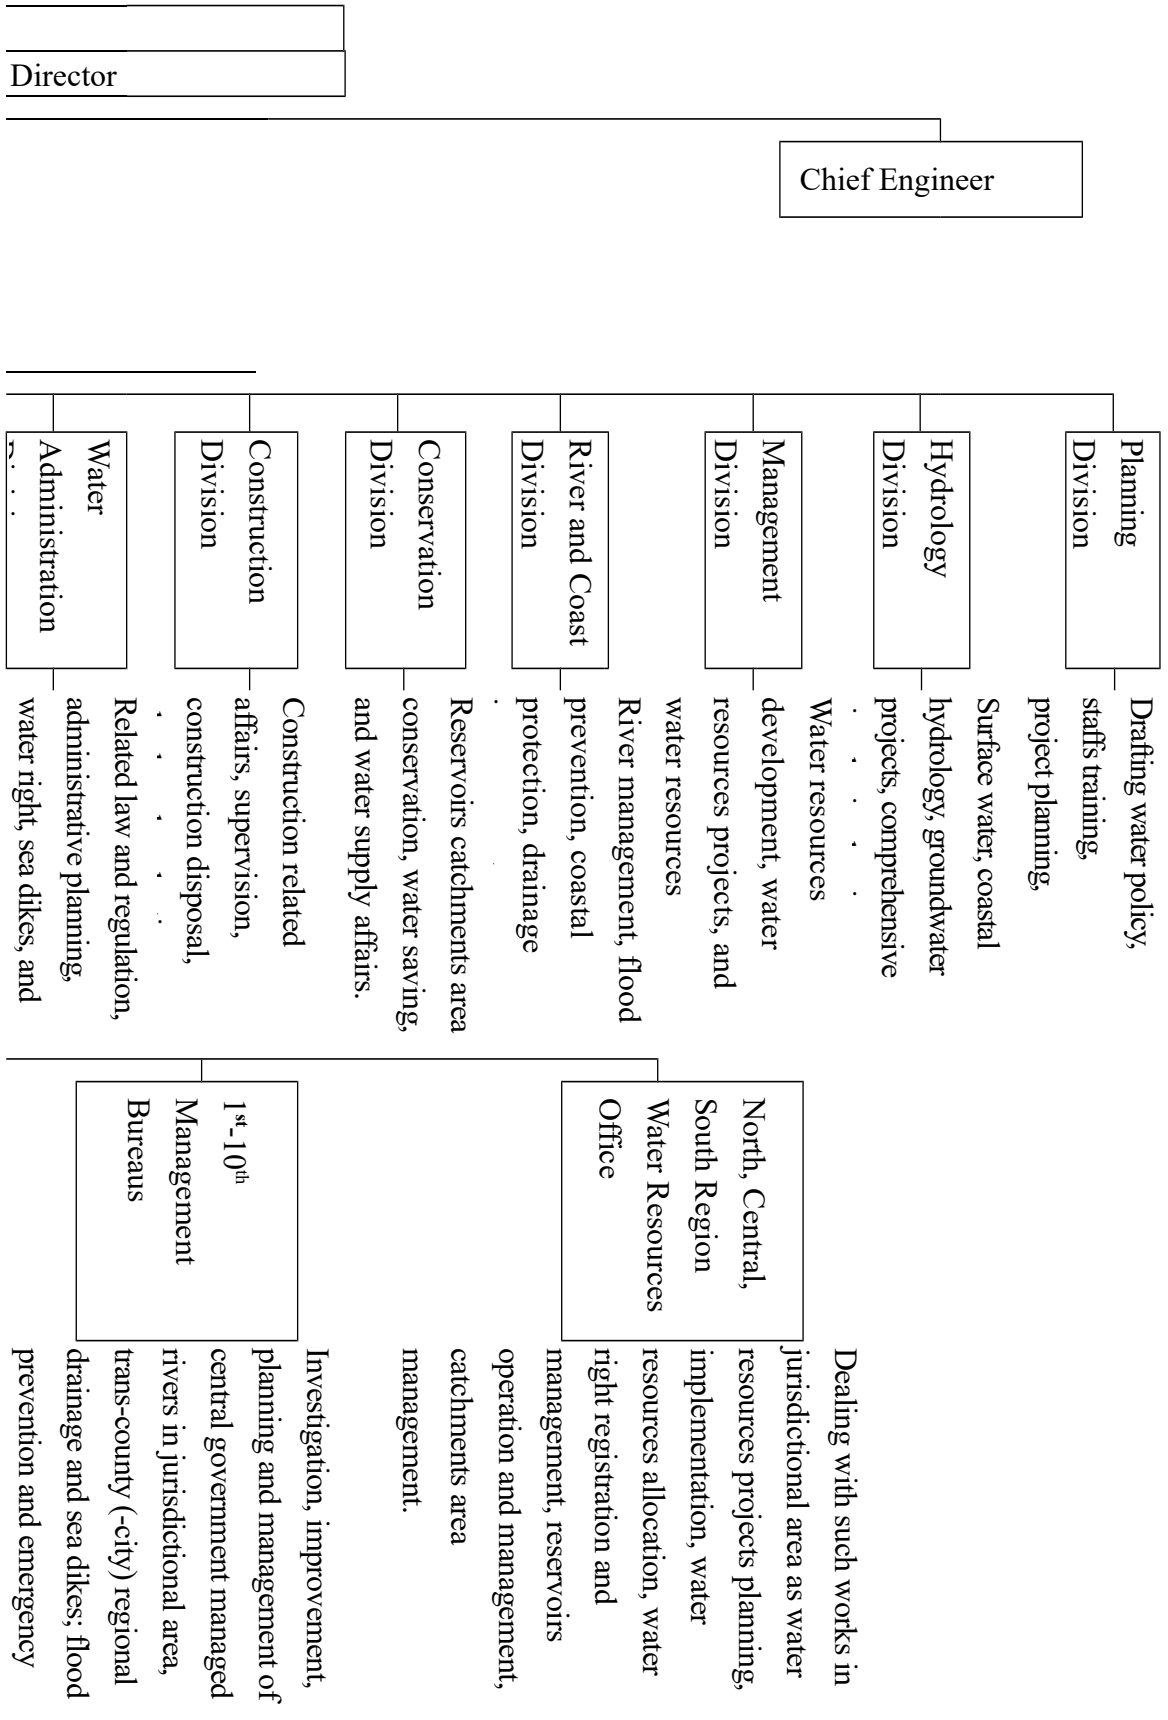 Director
Chief Engineer
Planning
Division
Drafting water policy,
staffs training,
project planning,
Hydrology
Division
Surface water, coastal
hydrology, groundwater
projects, comprehensive
Management
Division
Water resources
development, water
resources projects, and
water resources
River and Coast
Division
River management, flood
prevention, coastal
protection, drainage
Conservation
Division
Reservoirs catchments area
conservation, water saving,
and water supply affairs.
Construction
Division
Construction related
affairs, supervision,
construction disposal,
Water
Administration
Related law and regulation,
administrative planning,
water right, sea dikes, and
North, Central,
South Region
Water Resources
Office
Dealing with such works in
jurisdictional area as water
resources projects planning,
implementation, water
resources allocation, water
right registration and
management, reservoirs
operation and management,
catchments area
management.
1st-10th
Management
Bureaus
Investigation, improvement,
planning and management of
central government managed
rivers in jurisdictional area,
trans-county (-city) regional
drainage and sea dikes; flood
prevention and emergency